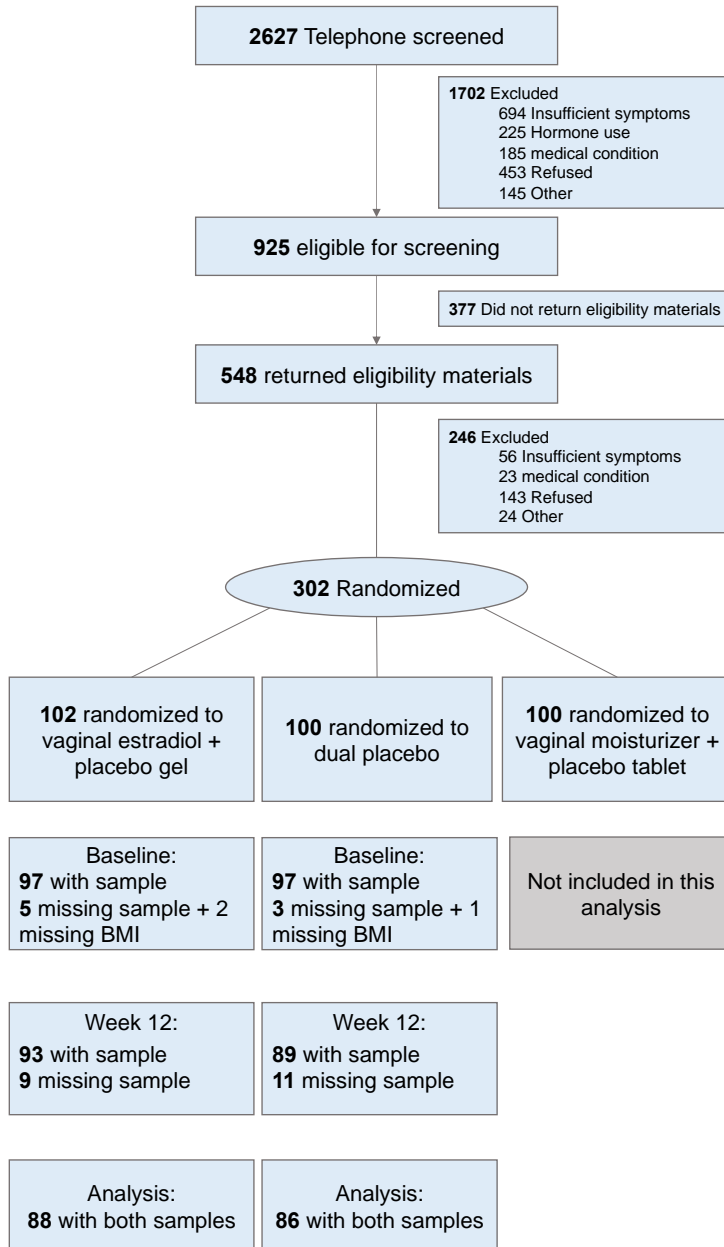 2627 Telephone screened
1702 Excluded
694 Insufficient symptoms
225 Hormone use
185 medical condition
453 Refused
145 Other
925 eligible for screening
377 Did not return eligibility materials
548 returned eligibility materials
246 Excluded
56 Insufficient symptoms
23 medical condition
143 Refused
24 Other
302 Randomized
102 randomized to
vaginal estradiol +
placebo gel
100 randomized to
dual placebo
100 randomized to
vaginal moisturizer +
placebo tablet
Baseline:
97 with sample
5 missing sample + 2
missing BMI
Baseline:
97 with sample
3 missing sample + 1
missing BMI
Not included in this
analysis
Week 12:
93 with sample
9 missing sample
Week 12:
89 with sample
11 missing sample
Analysis:
88 with both samples
Analysis:
86 with both samples